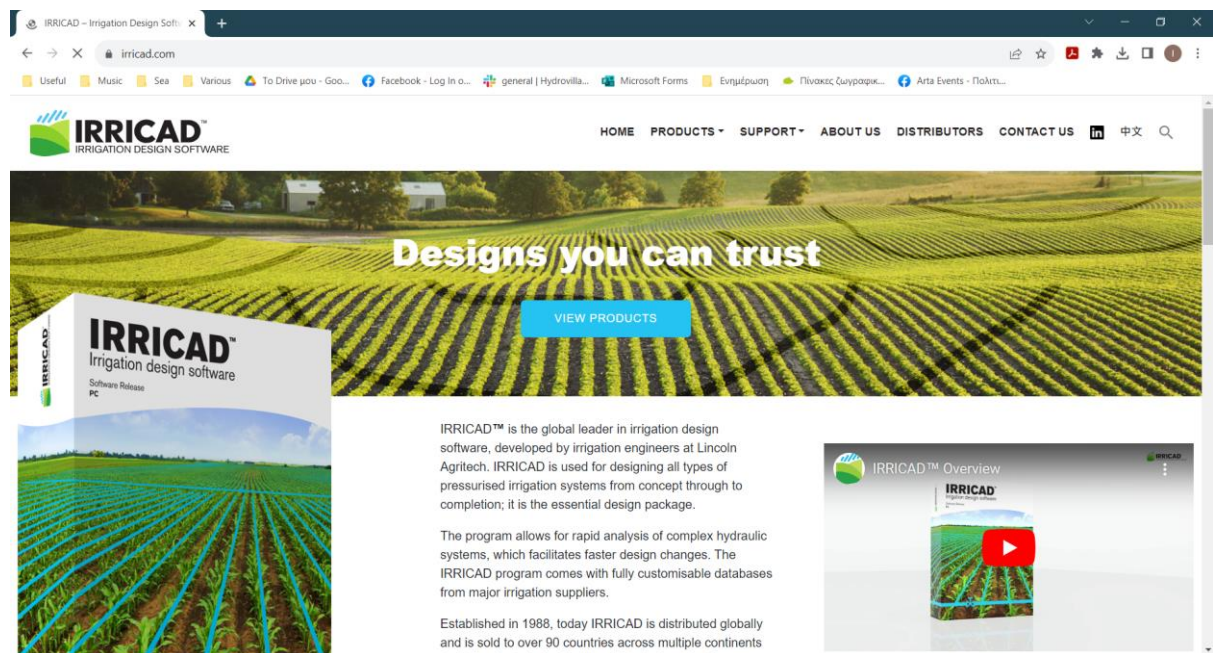 IRRICAD – Irrigation Design Softw
irricad.com
Useful Music Sea Various Το Drive μου - Goo... Facebook - Log In o... general | Hydrovilla... Microsoft Forms Ενημέρωση Πίνακες ζωγραφικ... Arta Events - Πολιτι...
IRRICAD™
IRRIGATION DESIGN SOFTWARE
HOME PRODUCTS SUPPORT ABOUT US DISTRIBUTORS CONTACT US in 中文
Designs you can trust
VIEW PRODUCTS
IRRICAD
IRRICAD™
Irrigation design software
Software Release
PC
IRRICAD™ is the global leader in irrigation design
software, developed by irrigation engineers at Lincoln
Agritech. IRRICAD is used for designing all types of
pressurised irrigation systems from concept through to
completion; it is the essential design package.
The program allows for rapid analysis of complex hydraulic
systems, which facilitates faster design changes. The
IRRICAD program comes with fully customisable databases
from major irrigation suppliers.
Established in 1988, today IRRICAD is distributed globally
and is sold to over 90 countries across multiple continents
IRRICAD™ Overview
IRRICAD
IRRICAD
Irrigation design software